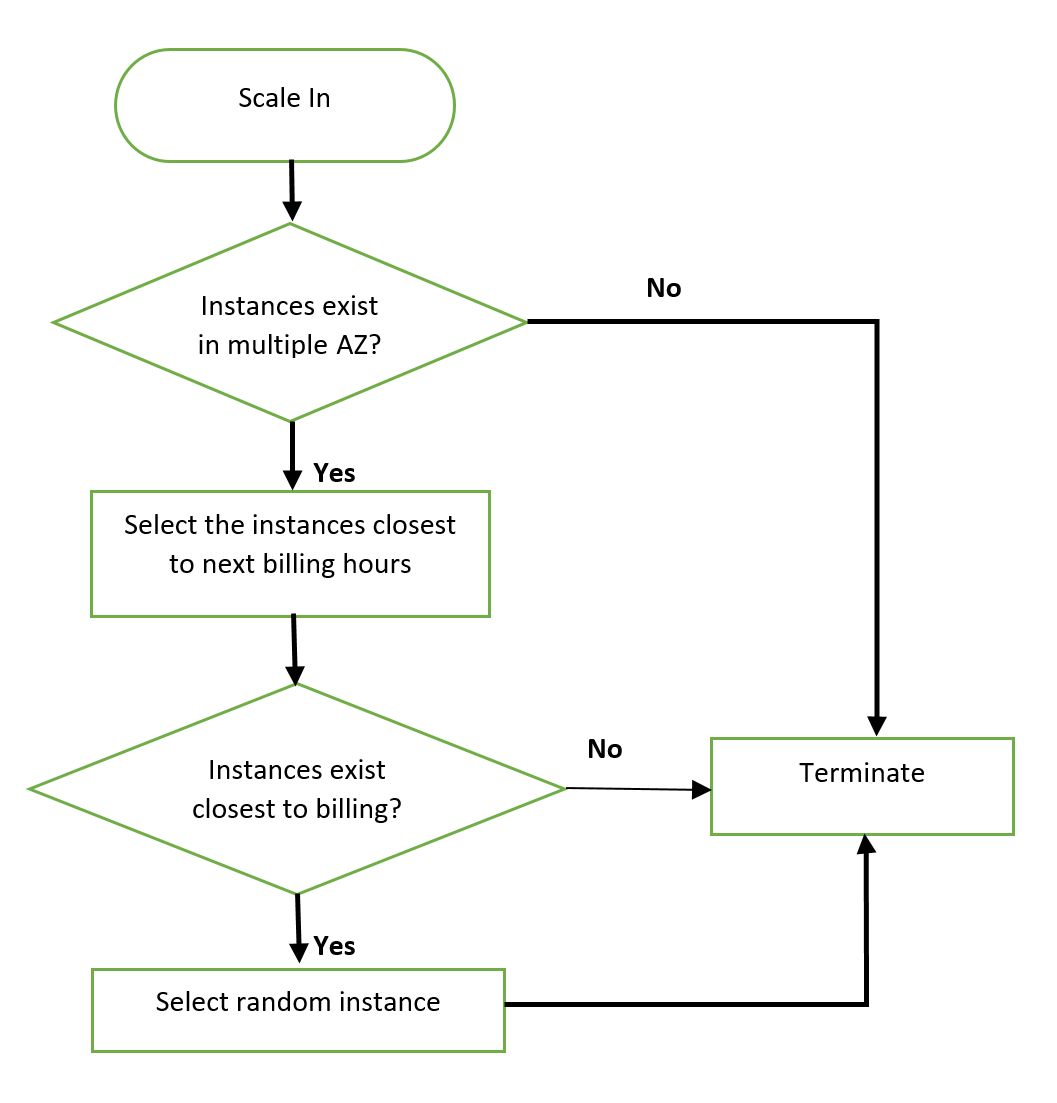 Scale In
No
Instances exist
in multiple AZ?
Yes
Select the instances closest
to next billing hours
No
Instances exist
closest to billing?
Terminate
Yes
Select random instance